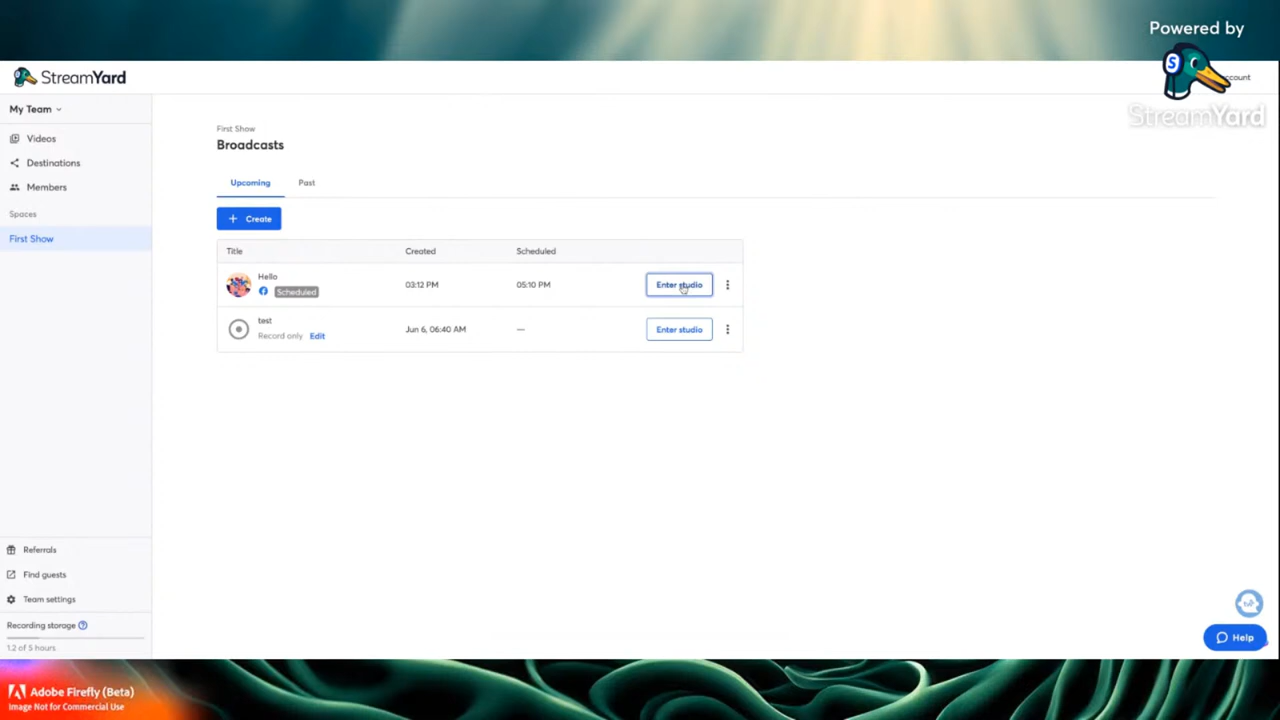 Powered by
StreamYard
StreamYard
ccount
My Team
Videos
Destinations
Members
Spaces
First Show
First Show
Broadcasts
Upcoming
Past
+ Create
Title
Created
Scheduled
Hello
Scheduled
03:12 PM
05:10 PM
Enter studio
test
Record only Edit
Jun 6, 06:40 AM
—
Enter studio
Referrals
Find guests
Team settings
Recording storage ?
1.2 of 5 hours
Help
Adobe Firefly (Beta)
Image Not for Commercial Use